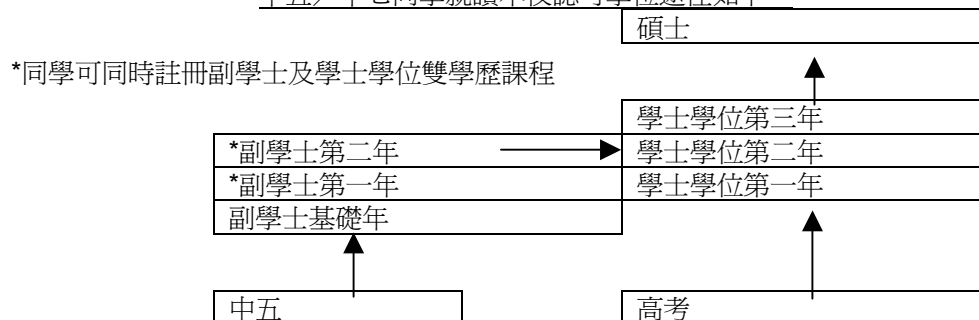 碩士
*同學可同時註冊副學士及學士學位雙學歷課程
學士學位第三年
*副學士第二年 學士學位第二年
*副學士第一年 學士學位第一年
副學士基礎年
中五 高考